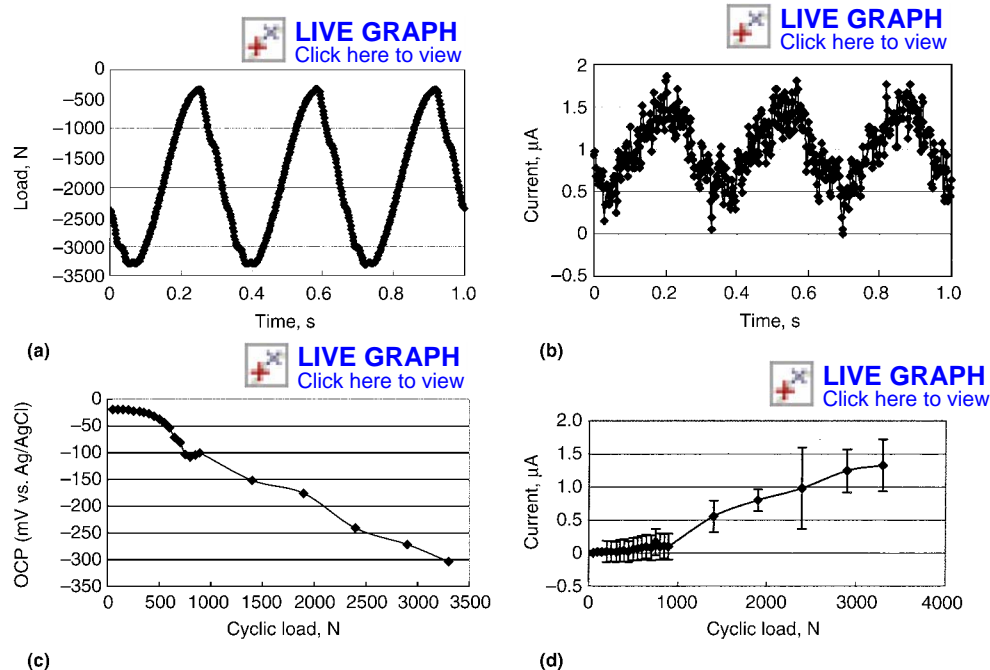 LIVE GRAPH
Click here to view
0
−500
−1000
−1500
−2000
−2500
−3000
−3500
Load, N
0 0.2 0.4 0.6 0.8 1.0
Time, s
(a)
LIVE GRAPH
Click here to view
2
1.5
1
0.5
0
−0.5
Current, μA
0 0.2 0.4 0.6 0.8 1.0
Time, s
(b)
LIVE GRAPH
Click here to view
0
−50
−100
−150
−200
−250
−300
−350
OCP (mV vs. Ag/AgCl)
0 500 1000 1500 2000 2500 3000 3500
Cyclic load, N
(c)
LIVE GRAPH
Click here to view
2.0
1.5
1.0
0.5
0
−0.5
Current, μA
0 1000 2000 3000 4000
Cyclic load, N
(d)